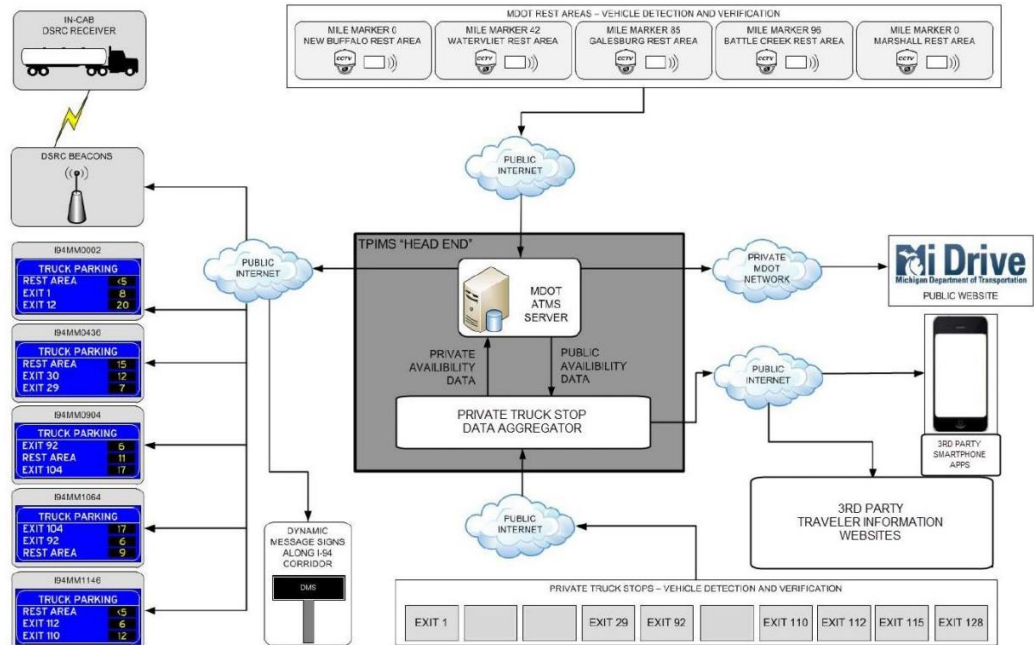 IN-CAB
DSRC RECEIVER
DSRC BEACONS
I94MM0002
TRUCK PARKING
REST AREA <5
EXIT 1 8
EXIT 12 20
I94MM0436
TRUCK PARKING
REST AREA 15
EXIT 30 12
EXIT 29 7
I94MM0904
TRUCK PARKING
EXIT 92 6
REST AREA 11
EXIT 104 17
I94MM1064
TRUCK PARKING
EXIT 104 17
EXIT 92 6
REST AREA 9
I94MM1146
TRUCK PARKING
REST AREA <5
EXIT 112 6
EXIT 110 12
MDOT REST AREAS – VEHICLE DETECTION AND VERIFICATION
MILE MARKER 0
NEW BUFFALO REST AREA
CCTV
MILE MARKER 42
WATERVLIET REST AREA
CCTV
MILE MARKER 85
GALESBURG REST AREA
CCTV
MILE MARKER 96
BATTLE CREEK REST AREA
CCTV
MILE MARKER 0
MARSHALL REST AREA
CCTV
PUBLIC
INTERNET
PUBLIC
INTERNET
TPIMS "HEAD END"
MDOT
ATMS
SERVER
PRIVATE
AVAILIBILITY
DATA
PUBLIC
AVAILIBILITY
DATA
PRIVATE TRUCK STOP
DATA AGGREGATOR
PRIVATE
MDOT
NETWORK
Mi Drive
Michigan Department of Transportation
PUBLIC WEBSITE
PUBLIC
INTERNET
3RD PARTY
SMARTPHONE
APPS
3RD PARTY
TRAVELER INFORMATION
WEBSITES
PUBLIC
INTERNET
DYNAMIC
MESSAGE SIGNS
ALONG I-94
CORRIDOR
DMS
PRIVATE TRUCK STOPS – VEHICLE DETECTION AND VERIFICATION
EXIT 1
EXIT 29
EXIT 92
EXIT 110
EXIT 112
EXIT 115
EXIT 128